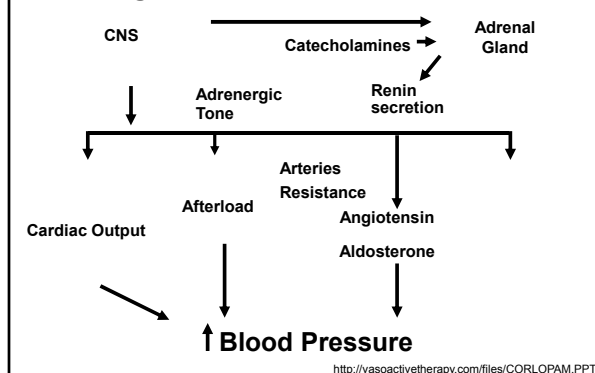 CNS
Catecholamines
Adrenal
Gland
Adrenergic
Tone
Renin
secretion
Arteries
Resistance
Afterload
Angiotensin
Cardiac Output
Aldosterone
Blood Pressure
http://vasoactivetherapy.com/files/CORLOPAM.PPT